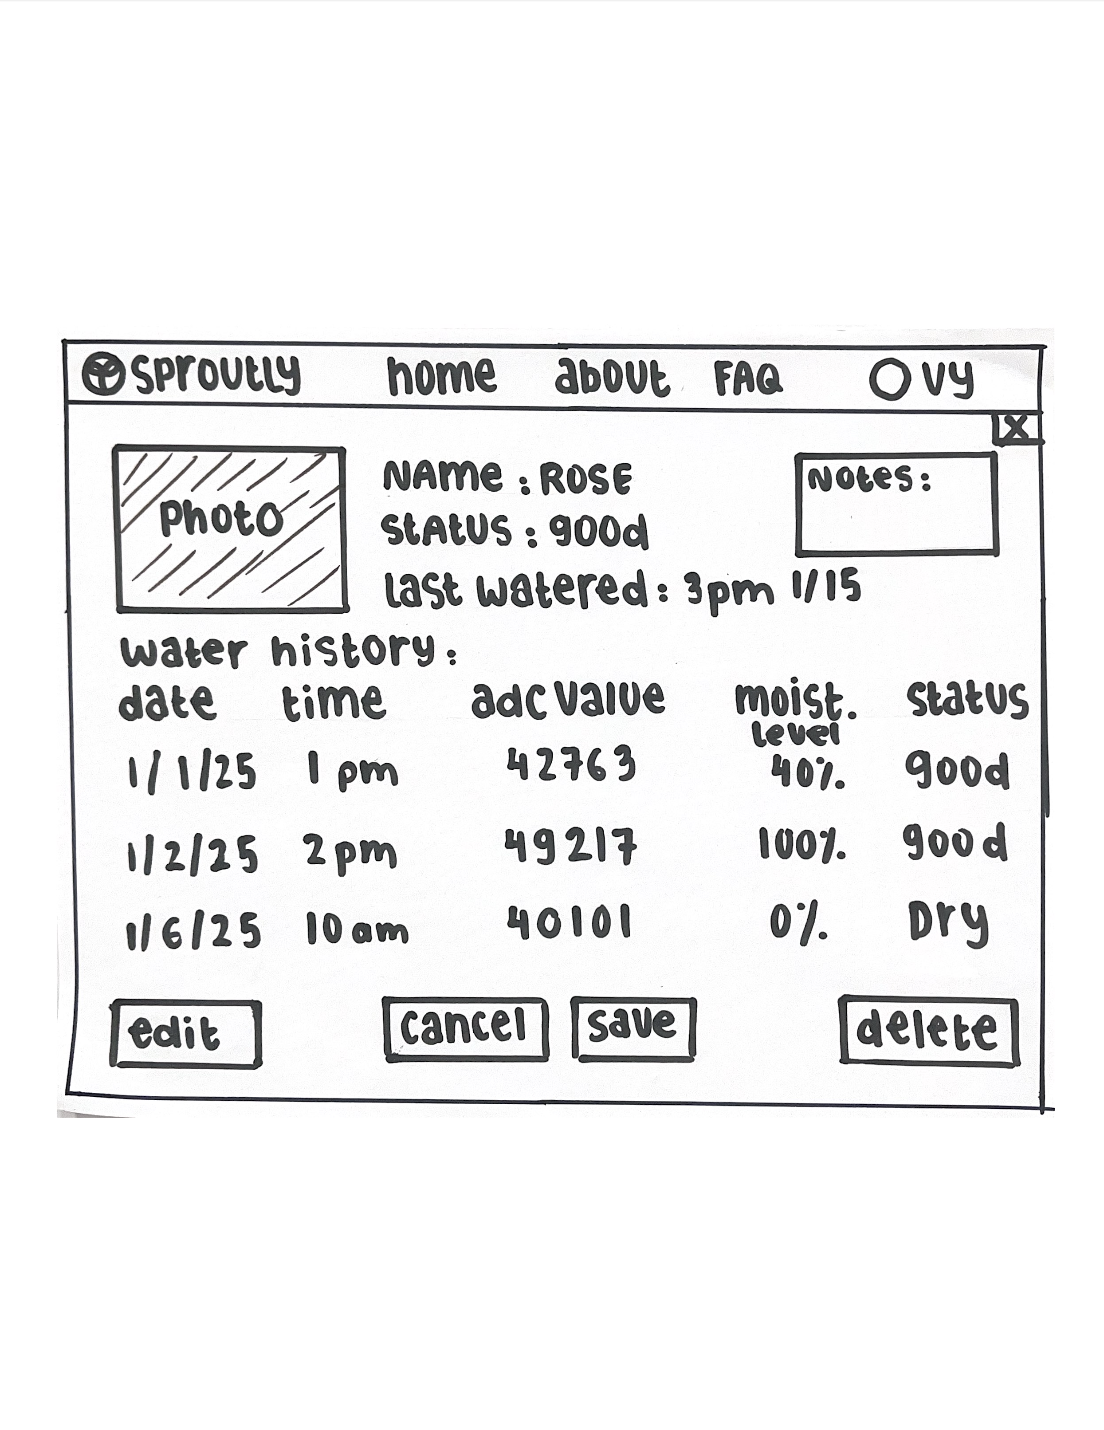 sproutly home about FAQ vy
X
Photo
NAme : ROSE
StAtUS : good
Last watered : 3pm 1/15
Notes:
water history :
date time adc value moist. level status
1/1/25 1 pm 42763 40% good
1/2/25 2 pm 49217 100% good
1/6/25 10 am 40101 0% Dry
edit cancel save delete